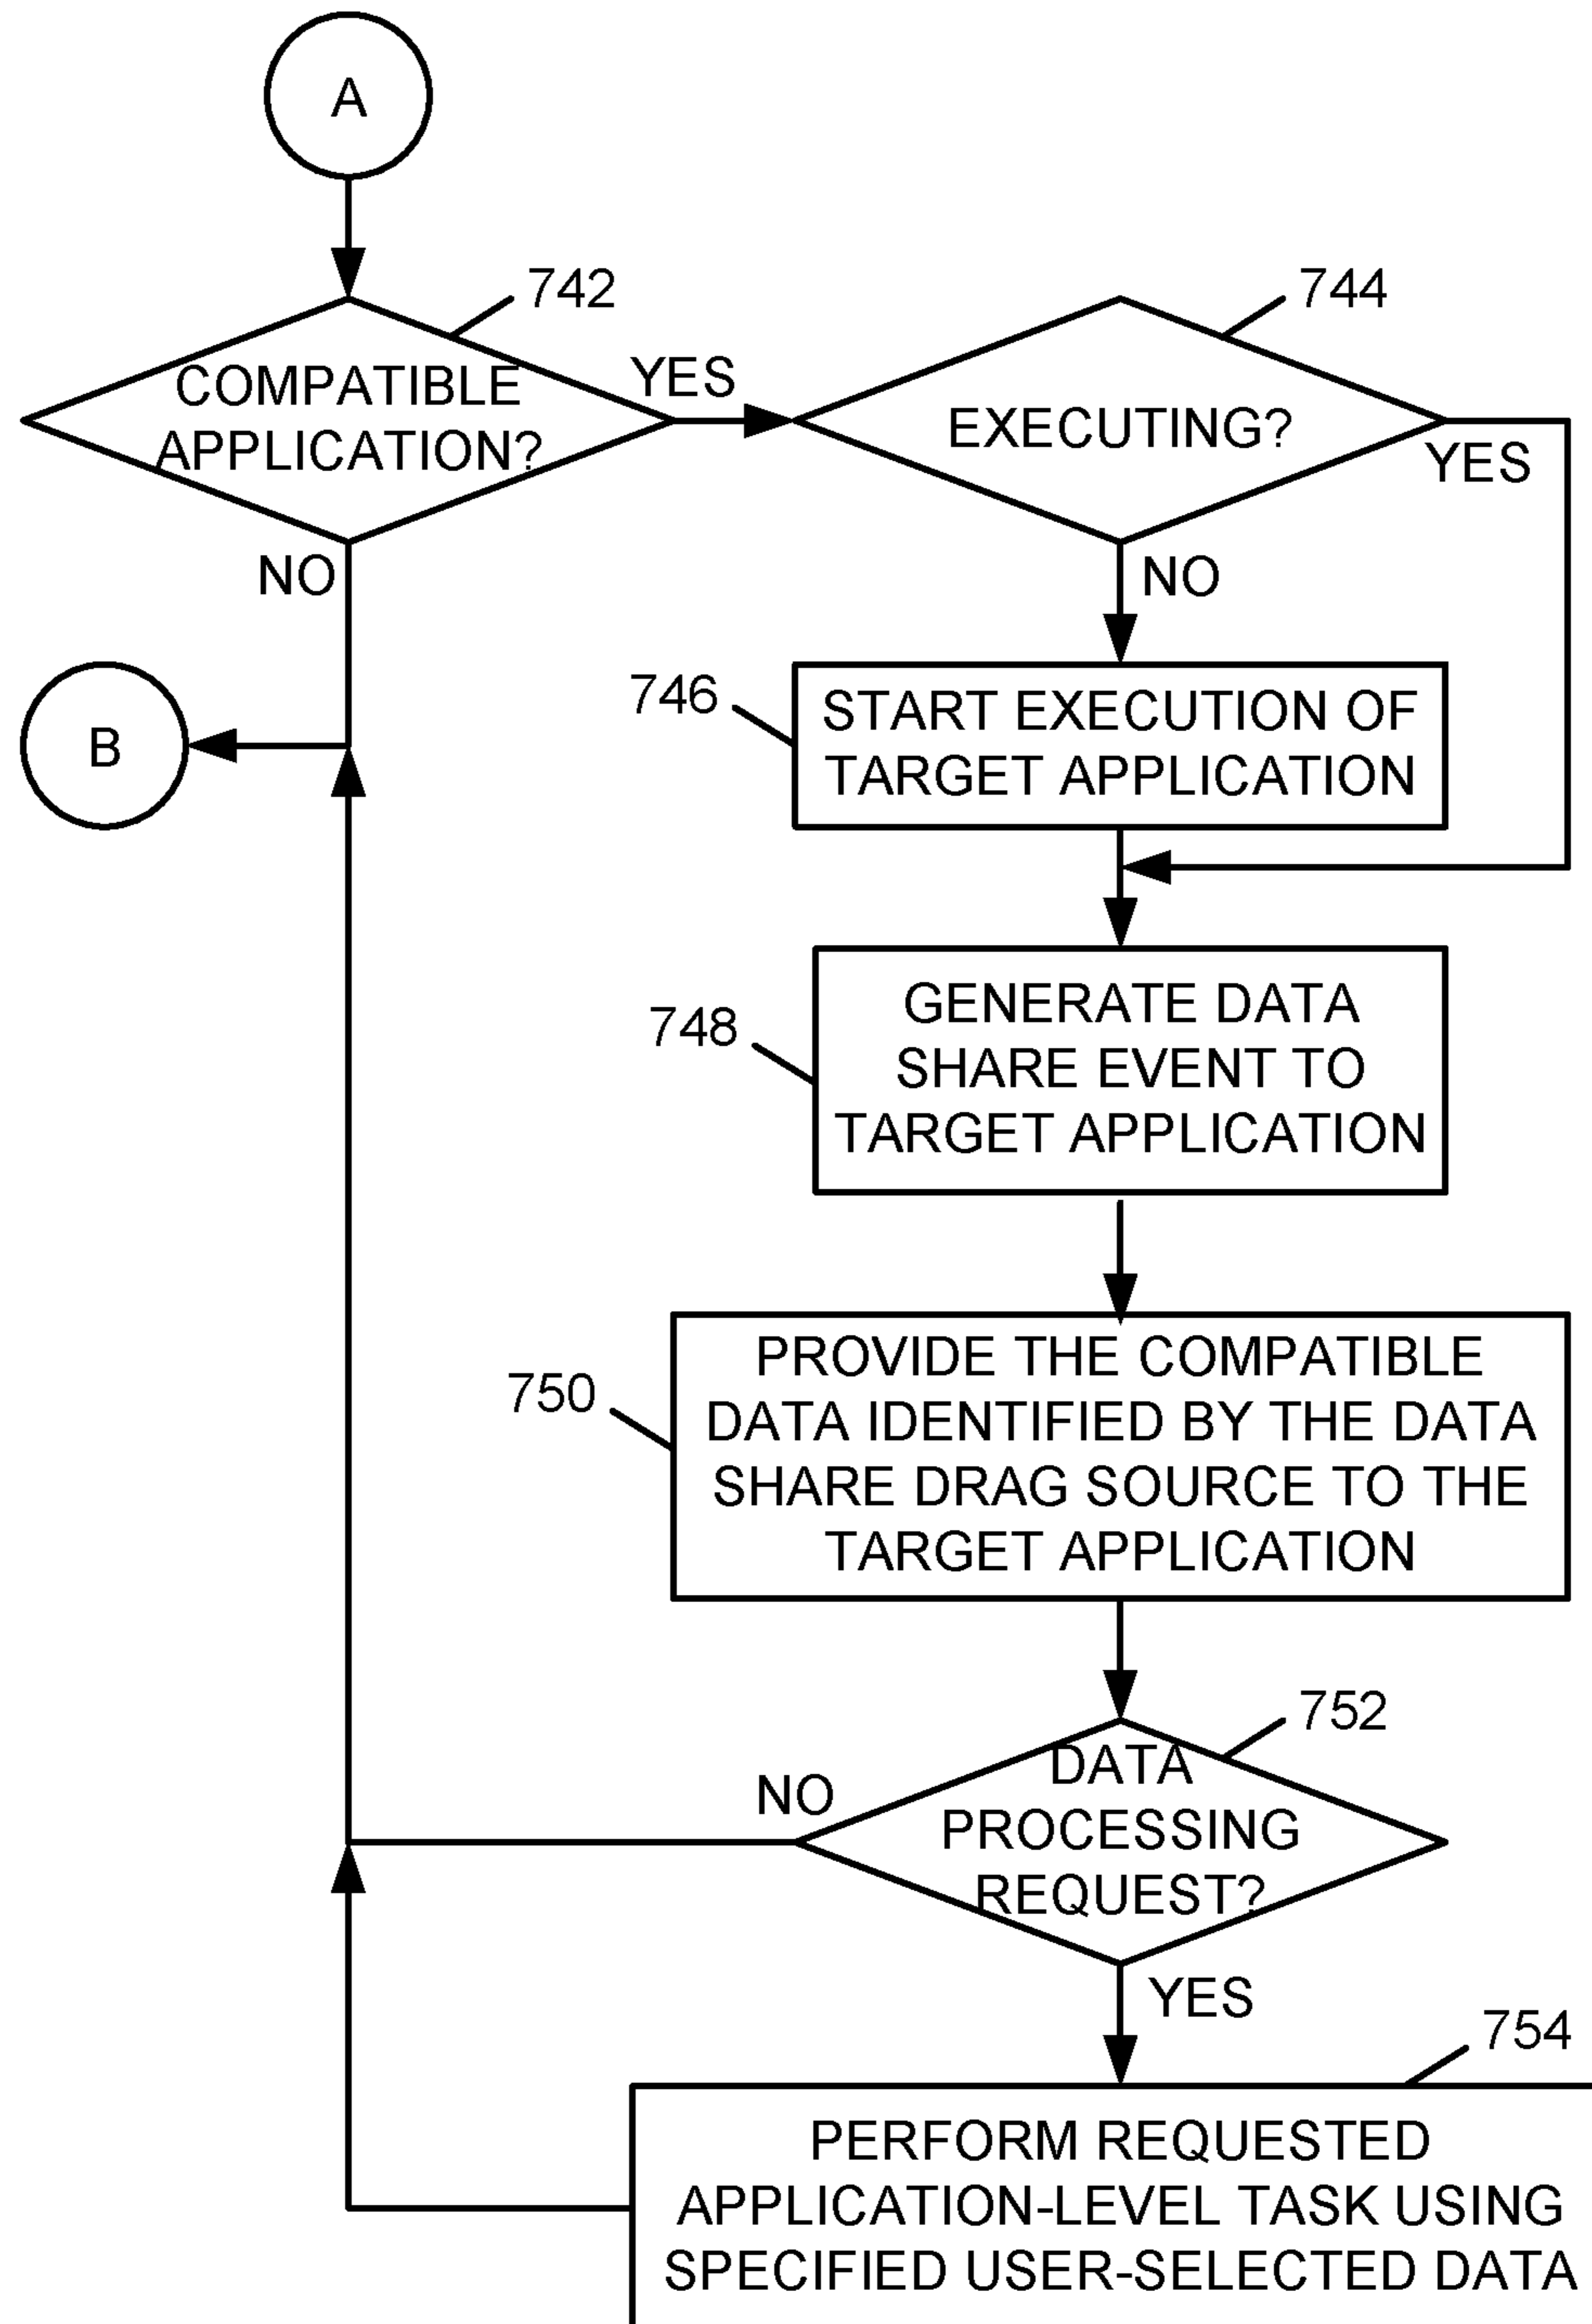 A
742
COMPATIBLE
APPLICATION?
YES
NO
744
EXECUTING?
YES
NO
B
746
START EXECUTION OF
TARGET APPLICATION
748
GENERATE DATA
SHARE EVENT TO
TARGET APPLICATION
750
PROVIDE THE COMPATIBLE
DATA IDENTIFIED BY THE DATA
SHARE DRAG SOURCE TO THE
TARGET APPLICATION
752
DATA
PROCESSING
REQUEST?
NO
YES
754
PERFORM REQUESTED
APPLICATION-LEVEL TASK USING
SPECIFIED USER-SELECTED DATA